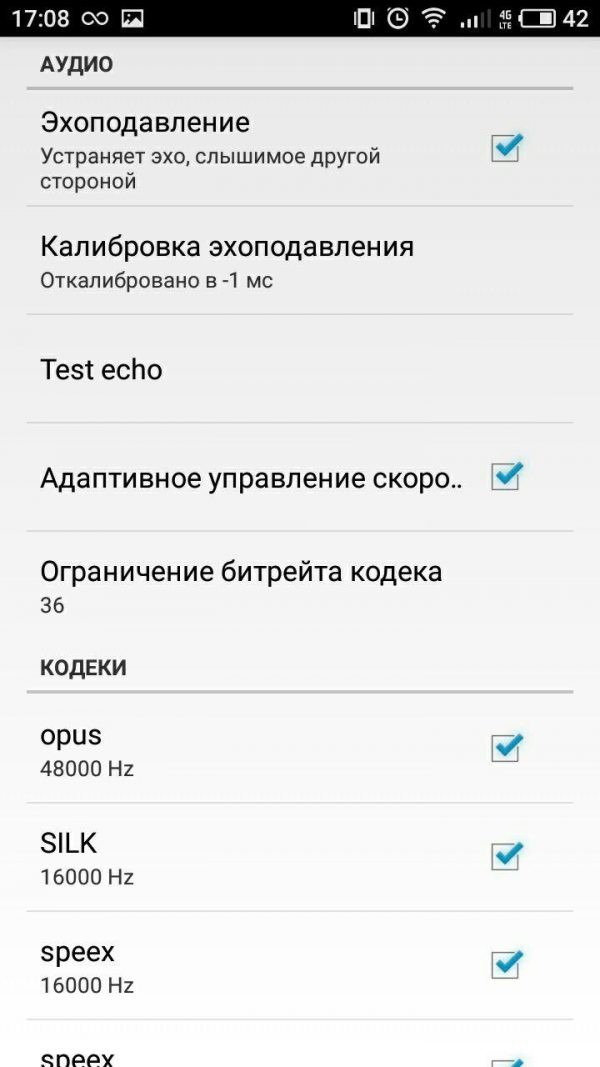 17:08 4G LTE 42
АУДИО
Эхоподавление
Устраняет эхо, слышимое другой
стороной
Калибровка эхоподавления
Откалибровано в -1 мс
Test echo
Адаптивное управление скоро..
Ограничение битрейта кодека
36
КОДЕКИ
opus
48000 Hz
SILK
16000 Hz
speex
16000 Hz
speex